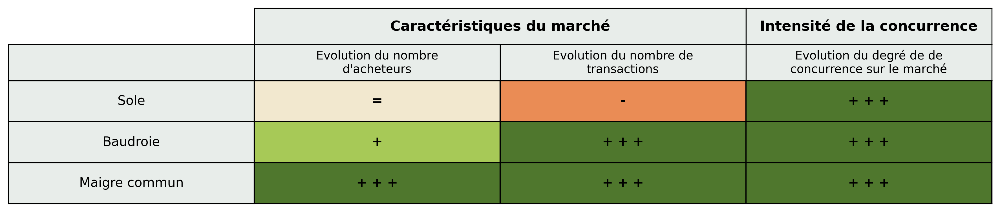 Caractéristiques du marché
Intensité de la concurrence
Evolution du nombre
d'acheteurs
Evolution du nombre de
transactions
Evolution du degré de de
concurrence sur le marché
Sole
=
-
+ + +
Baudroie
+
+ + +
+ + +
Maigre commun
+ + +
+ + +
+ + +